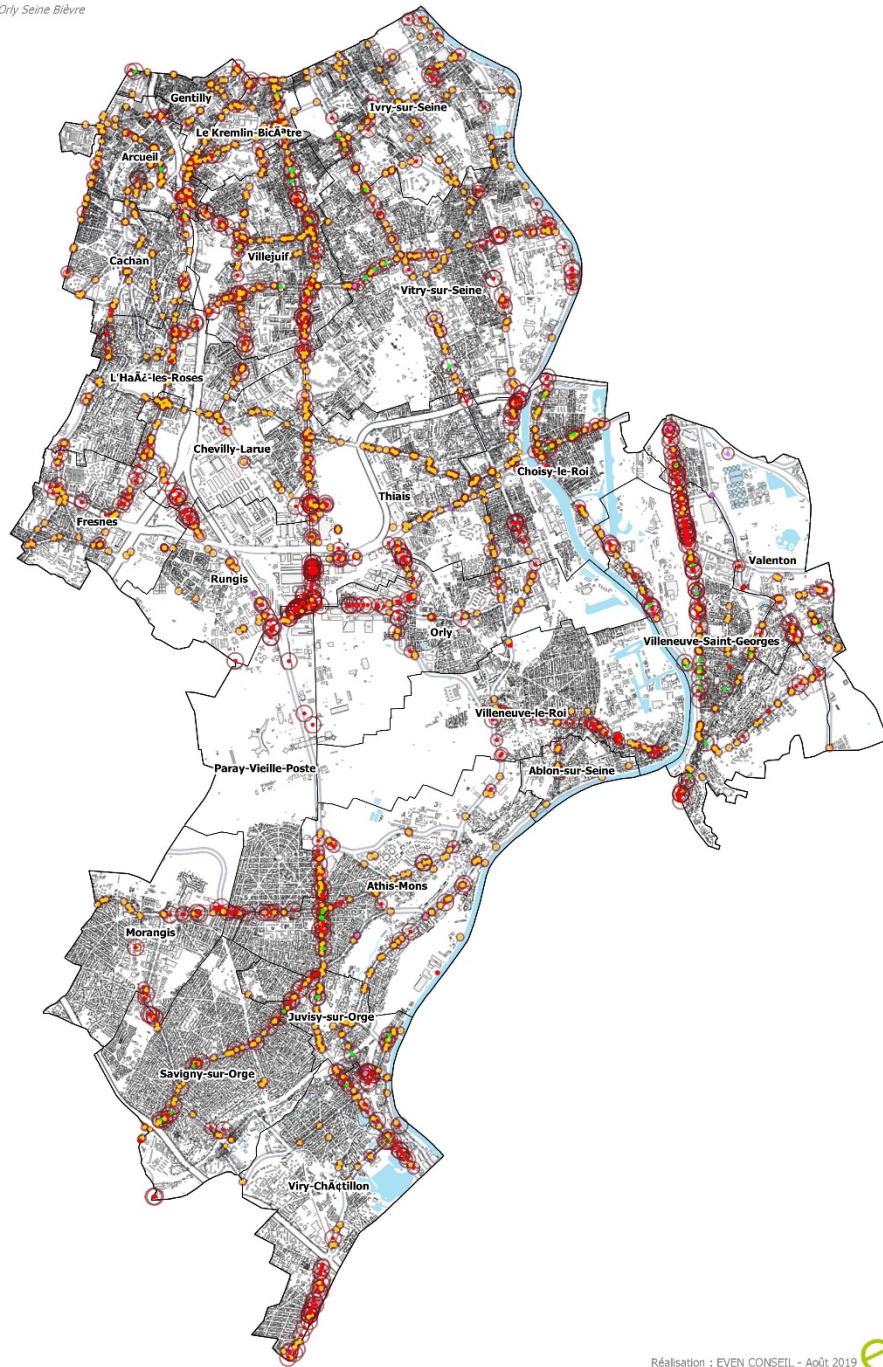 Orly Seine Bièvre
Gentilly
Ivry-sur-Seine
Le Kremlin-BicÃªtre
Arcueil
Cachan
Villejuif
Vitry-sur-Seine
L'HaÃ¿-les-Roses
Chevilly-Larue
Choisy-le-Roi
Thiais
Fresnes
Valenton
Rungis
Orly
Villeneuve-Saint-Georges
Villeneuve-le-Roi
Paray-Vieille-Poste
Ablon-sur-Seine
Athis-Mons
Morangis
Juvisy-sur-Orge
Savigny-sur-Orge
Viry-ChÃ¢tillon
Réalisation : EVEN CONSEIL - Août 2019